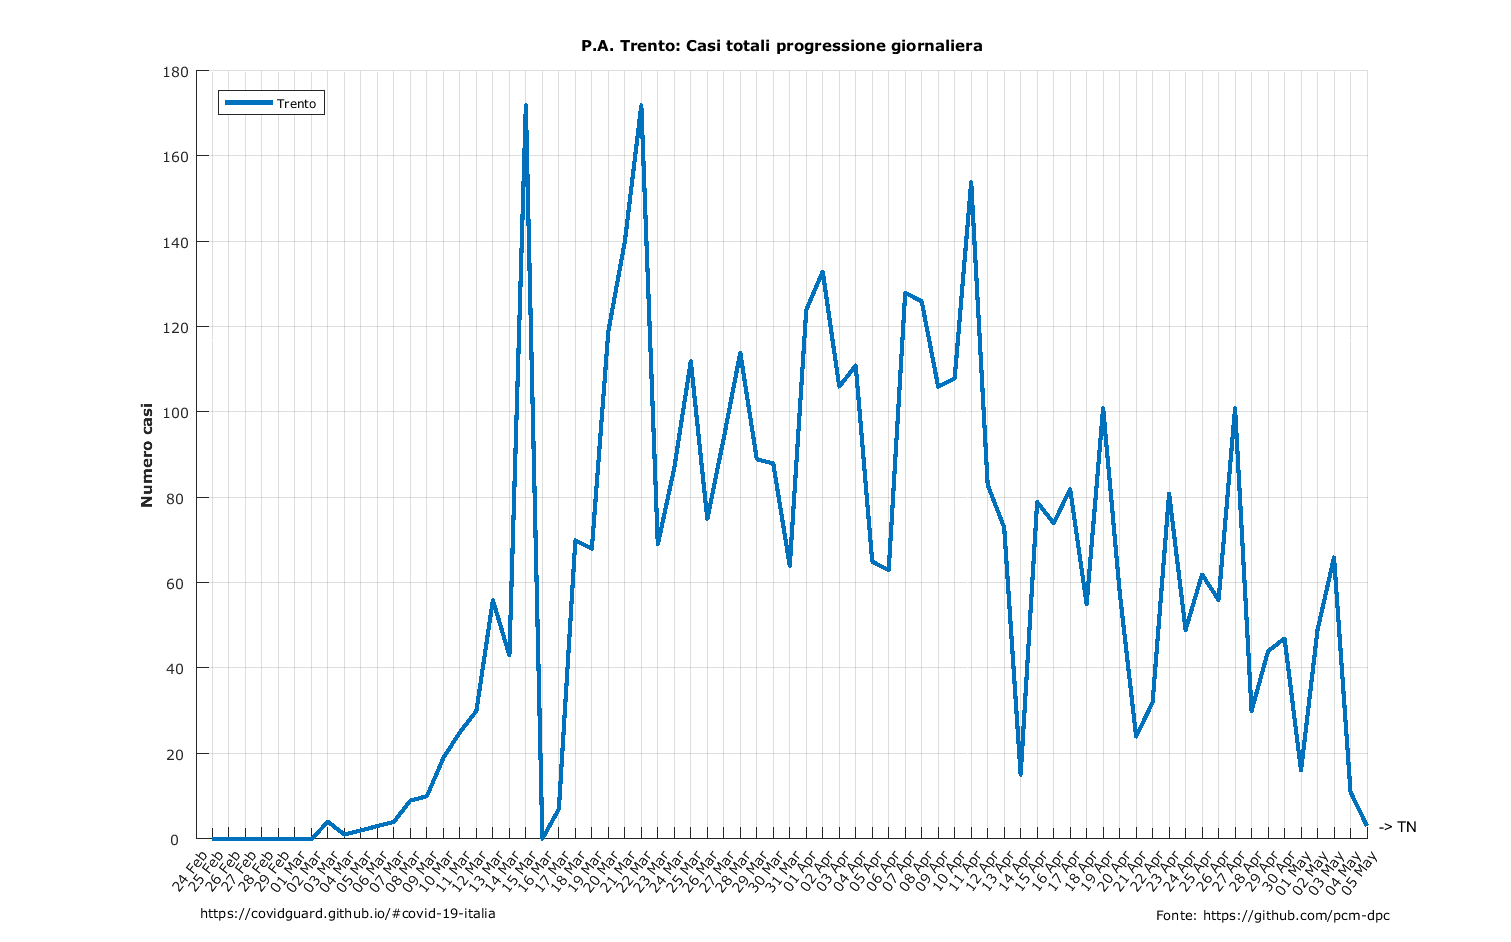 P.A. Trento: Casi totali progressione giornaliera
180
160
140
120
100
80
60
40
20
0
Numero casi
Trento
-> TN
24 Feb
25 Feb
26 Feb
27 Feb
28 Feb
29 Feb
01 Mar
02 Mar
03 Mar
04 Mar
05 Mar
06 Mar
07 Mar
08 Mar
09 Mar
10 Mar
11 Mar
12 Mar
13 Mar
14 Mar
15 Mar
16 Mar
17 Mar
18 Mar
19 Mar
20 Mar
21 Mar
22 Mar
23 Mar
24 Mar
25 Mar
26 Mar
27 Mar
28 Mar
29 Mar
30 Mar
31 Mar
01 Apr
02 Apr
03 Apr
04 Apr
05 Apr
06 Apr
07 Apr
08 Apr
09 Apr
10 Apr
11 Apr
12 Apr
13 Apr
14 Apr
15 Apr
16 Apr
17 Apr
18 Apr
19 Apr
20 Apr
21 Apr
22 Apr
23 Apr
24 Apr
25 Apr
26 Apr
27 Apr
28 Apr
29 Apr
30 Apr
01 May
02 May
03 May
04 May
05 May
https://covidguard.github.io/#covid-19-italia
Fonte: https://github.com/pcm-dpc